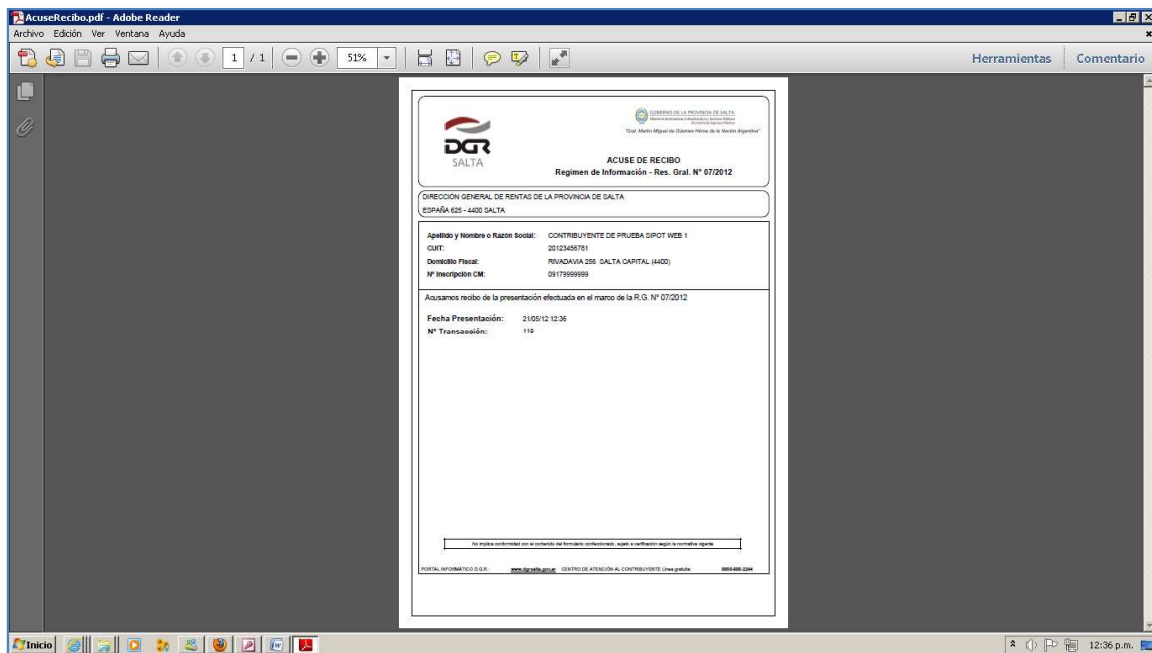 AcuseRecibo.pdf - Adobe Reader
Archivo Edición Ver Ventana Ayuda
1 / 1 51% Herramientas Comentario
GOBIERNO DE LA PROVINCIA DE SALTA
"Gral. Martín Miguel de Güemes Héroe de la Nación Argentina"
DGR
SALTA
ACUSE DE RECIBO
Regimen de Información - Res. Gral. N° 07/2012
DIRECCIÓN GENERAL DE RENTAS DE LA PROVINCIA DE SALTA
ESPAÑA 625 - 4400 SALTA
Apellido y Nombre o Razón Social: CONTRIBUYENTE DE PRUEBA SIPOT WEB 1
CUIT: 20123456781
Domicilio Fiscal: RIVADAVIA 256 SALTA CAPITAL (4400)
N° Inscripción CM: 09179999999
Acusamos recibo de la presentación efectuada en el marco de la R.G. N° 07/2012
Fecha Presentación: 21/05/12 12:36
N° Transacción: 119
No implica conformidad con el contenido del formulario confeccionado, sujeto a verificación según la normativa vigente
PORTAL INFORMÁTICO D.G.R.: www.dgrsalta.gov.ar CENTRO DE ATENCIÓN AL CONTRIBUYENTE Línea gratuita:
Inicio 12:36 p.m.